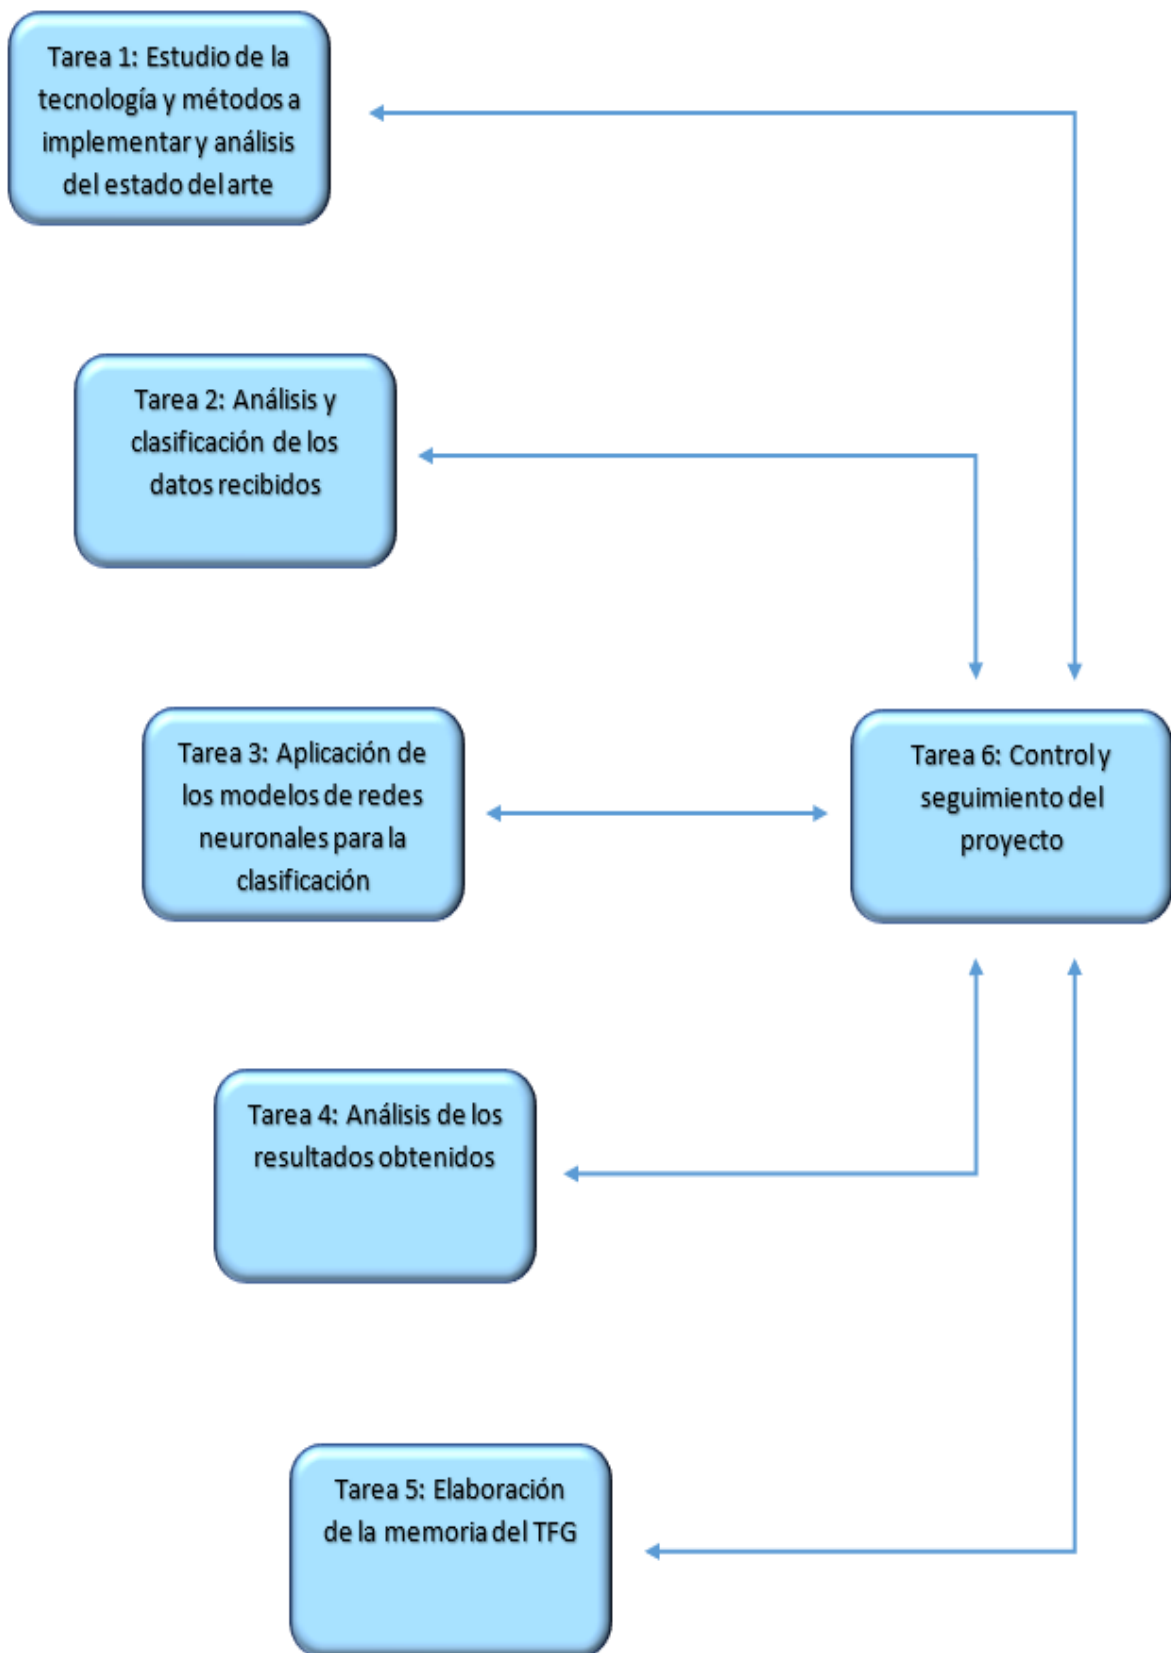 Tarea 1: Estudio de la
tecnología y métodos a
implementar y análisis
del estado del arte
Tarea 2: Análisis y
clasificación de los
datos recibidos
Tarea 3: Aplicación de
los modelos de redes
neuronales para la
clasificación
Tarea 6: Control y
seguimiento del
proyecto
Tarea 4: Análisis de los
resultados obtenidos
Tarea 5: Elaboración
de la memoria del TFG